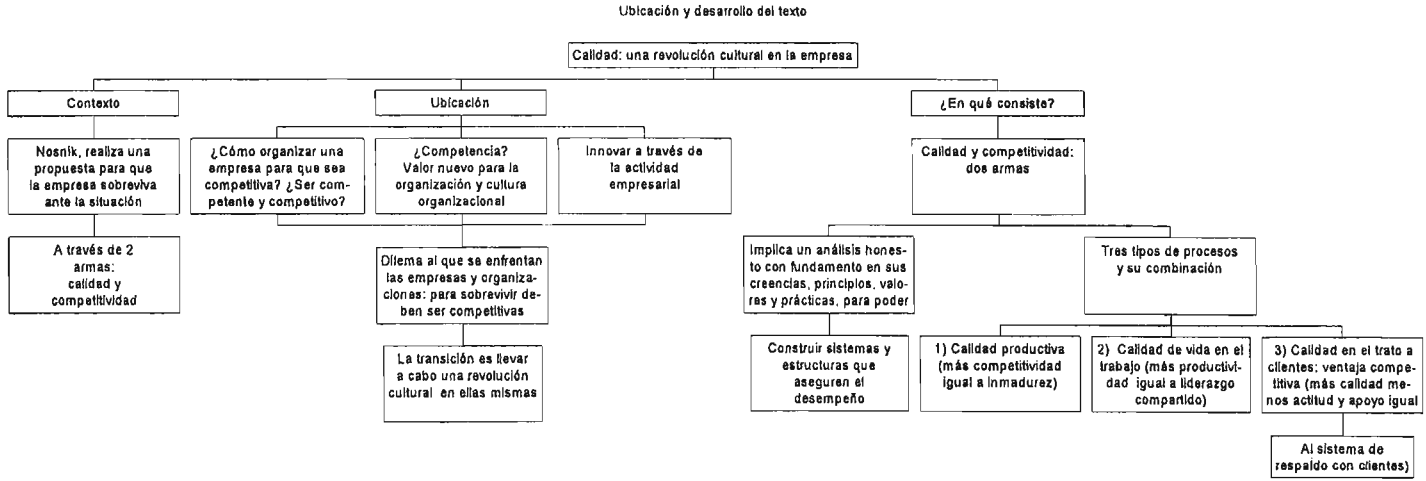 Ubicación y desarrollo del texto
Calidad: una revolución cultural en la empresa
Contexto
Ubicación
¿En qué consiste?
Nosnik, realiza una
propuesta para que
la empresa sobreviva
ante la situación
¿Cómo organizar una
empresa para que sea
competitiva? ¿Ser com-
petente y competitivo?
¿Competencia?
Valor nuevo para la
organización y cultura
organizacional
Innovar a través de
la actividad
empresarial
Calidad y competitividad:
dos armas
A través de 2
armas:
calidad y
competitividad
Dilema al que se enfrentan
las empresas y organiza-
ciones: para sobrevivir de-
ben ser competitivas
Implica un análisis hones-
to con fundamento en sus
creencias, principios, valo-
res y prácticas, para poder
Tres tipos de procesos
y su combinación
La transición es llevar
a cabo una revolución
cultural en ellas mismas
Construir sistemas y
estructuras que
aseguren el
desempeño
1) Calidad productiva
(más competitividad
igual a inmadurez)
2) Calidad de vida en el
trabajo (más productivi-
dad igual a liderazgo
compartido)
3) Calidad en el trato a
clientes: ventaja compe-
titiva (más calidad me-
nos actitud y apoyo igual
Al sistema de
respaldo con clientes)